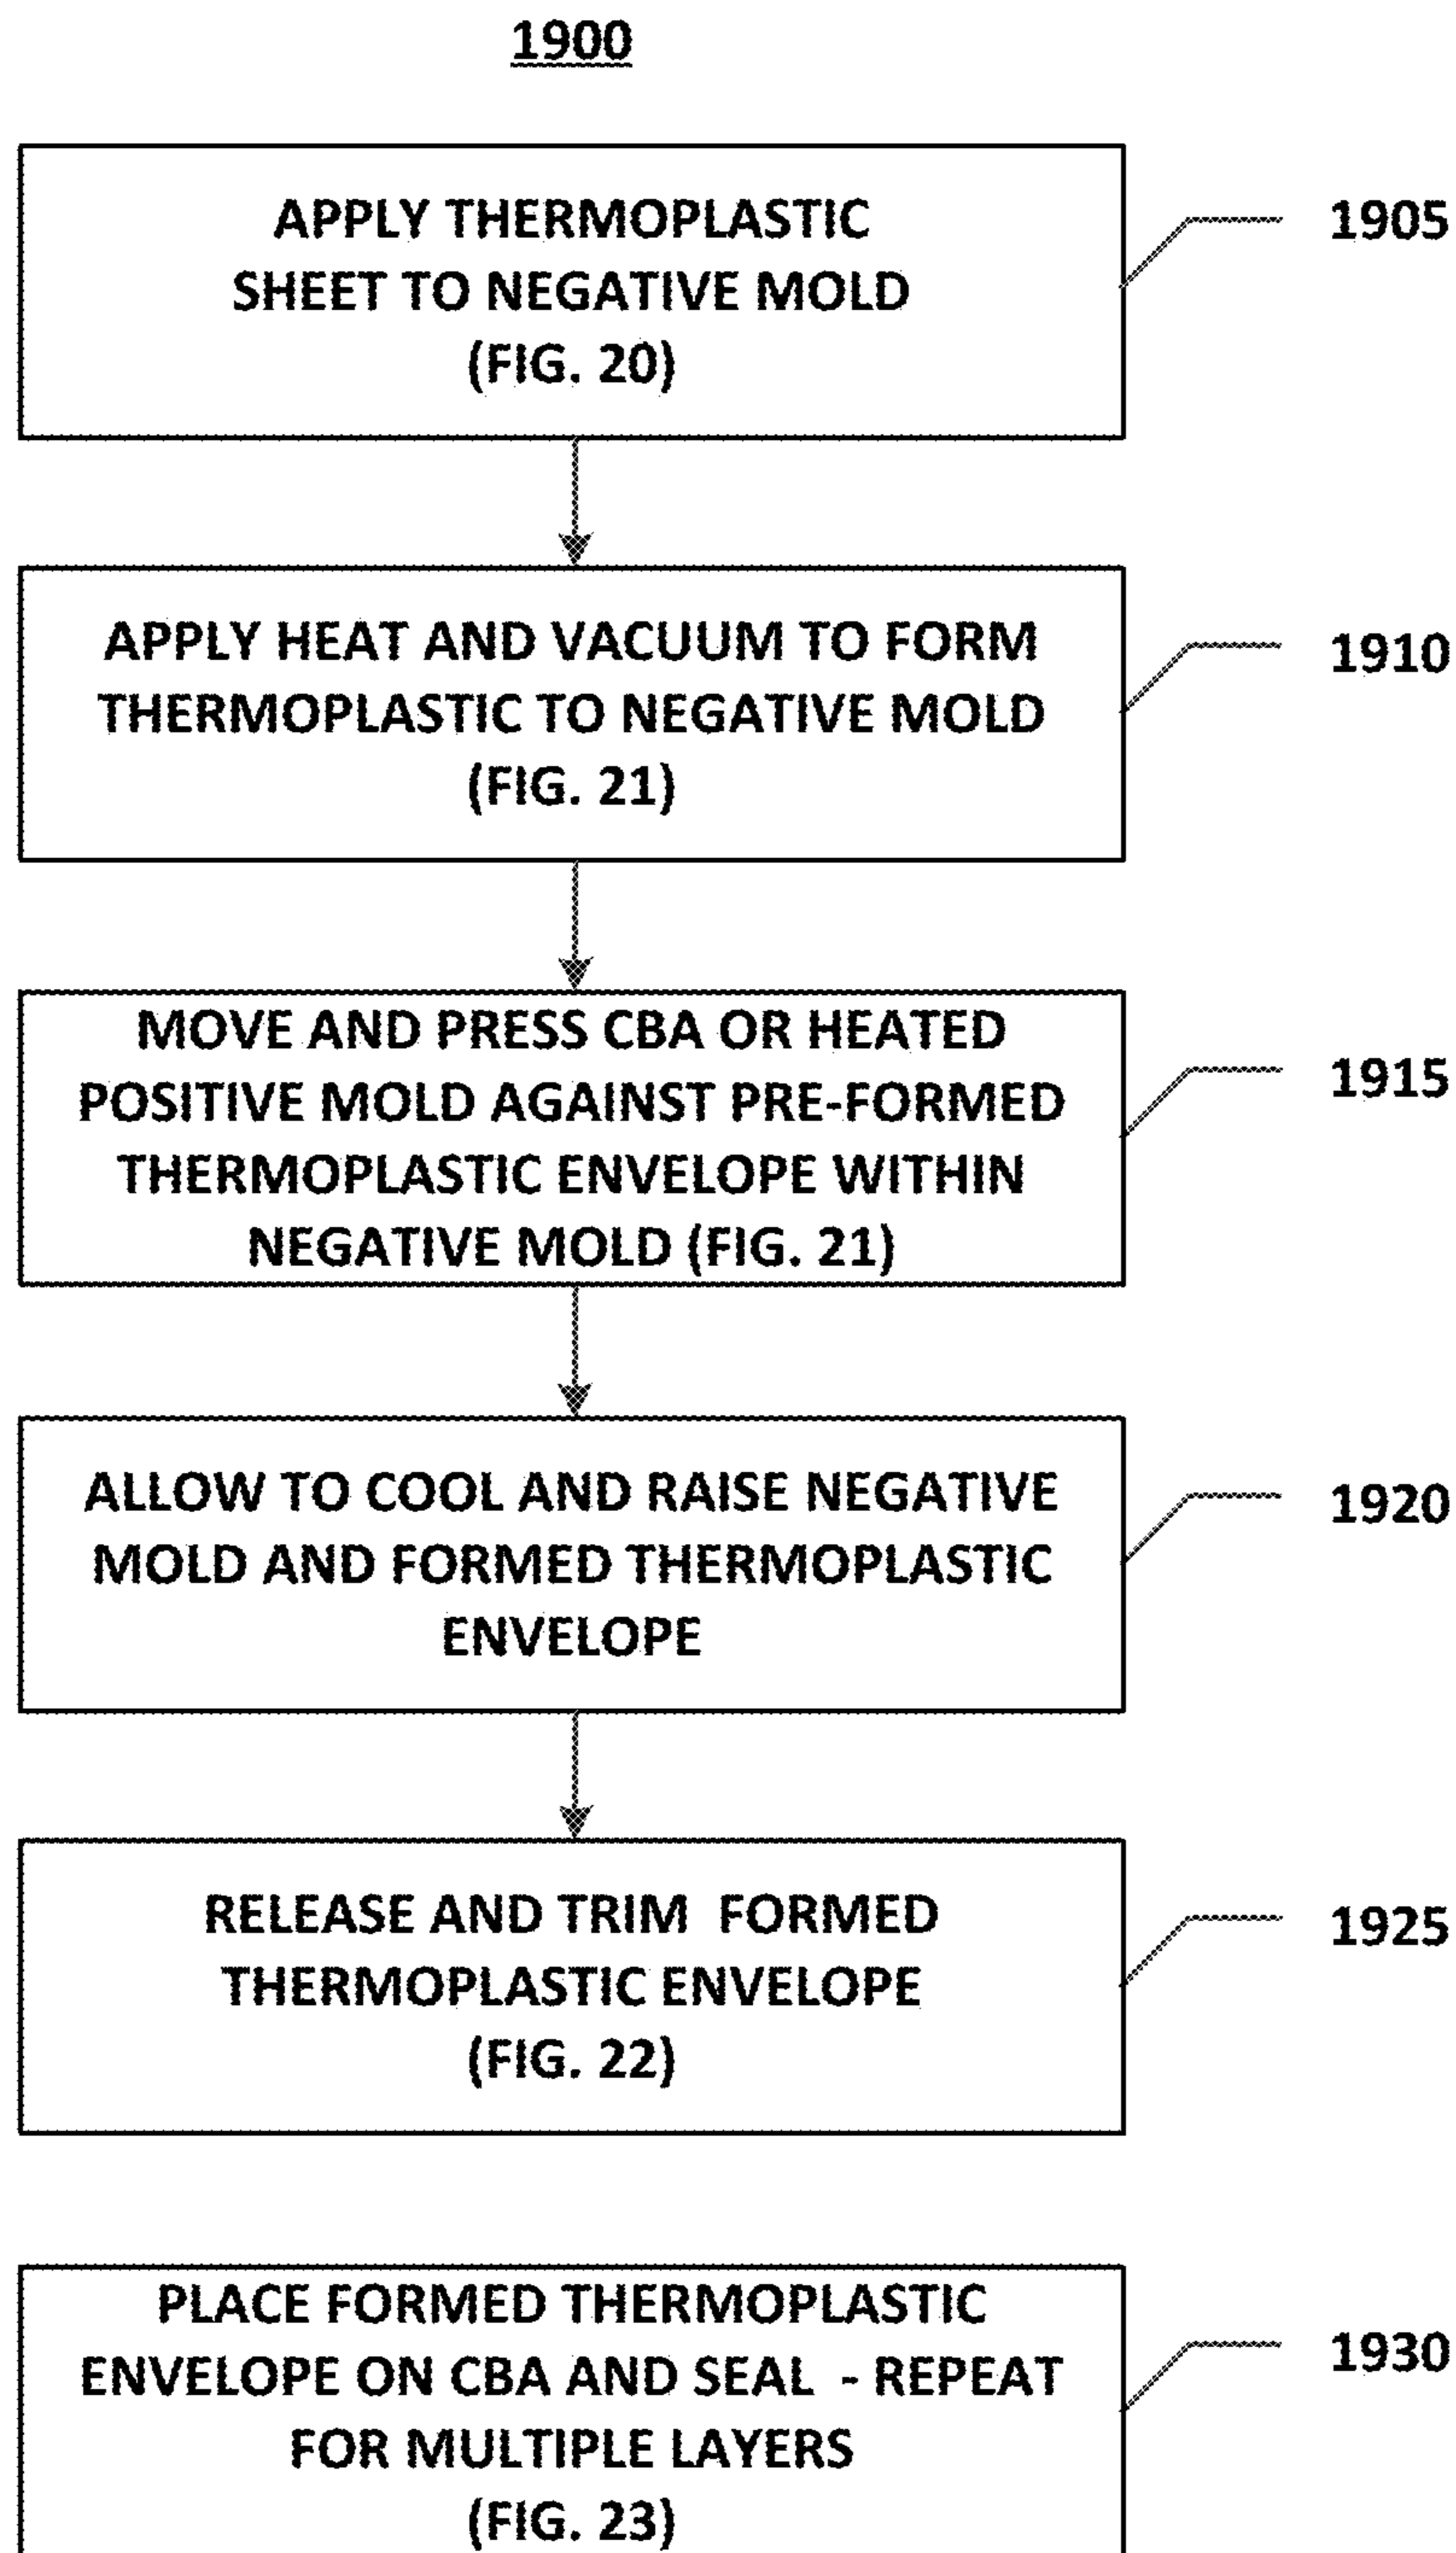 1900
APPLY THERMOPLASTIC
SHEET TO NEGATIVE MOLD
(FIG. 20)
1905
APPLY HEAT AND VACUUM TO FORM
THERMOPLASTIC TO NEGATIVE MOLD
(FIG. 21)
1910
MOVE AND PRESS CBA OR HEATED
POSITIVE MOLD AGAINST PRE-FORMED
THERMOPLASTIC ENVELOPE WITHIN
NEGATIVE MOLD (FIG. 21)
1915
ALLOW TO COOL AND RAISE NEGATIVE
MOLD AND FORMED THERMOPLASTIC
ENVELOPE
1920
RELEASE AND TRIM FORMED
THERMOPLASTIC ENVELOPE
(FIG. 22)
1925
PLACE FORMED THERMOPLASTIC
ENVELOPE ON CBA AND SEAL - REPEAT
FOR MULTIPLE LAYERS
(FIG. 23)
1930